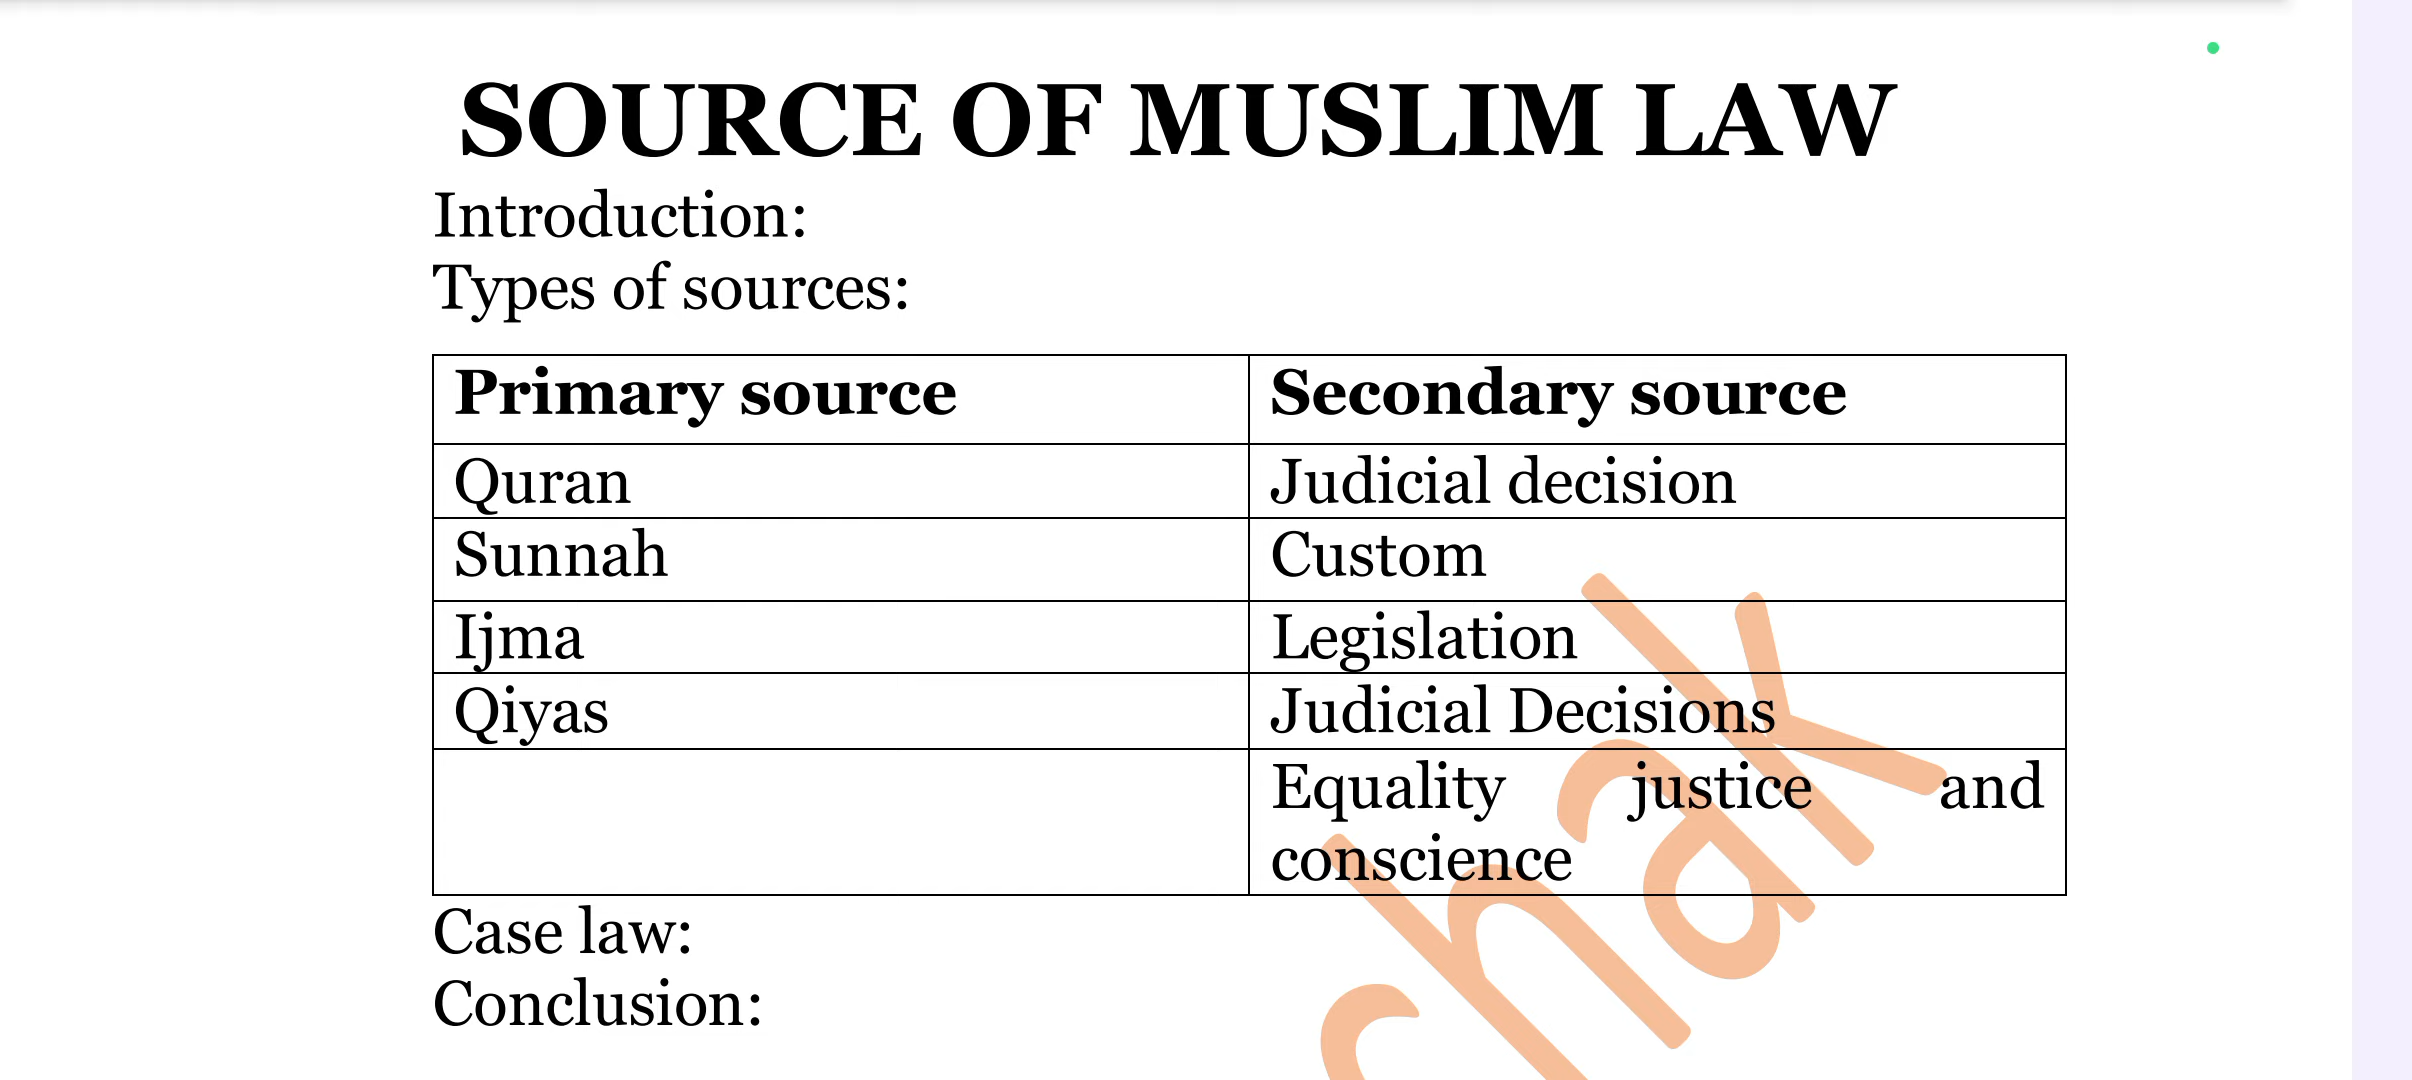 SOURCE OF MUSLIM LAW
Introduction:
Types of sources:
Primary source Secondary source
Quran Judicial decision
Sunnah Custom
Ijma Legislation
Qiyas Judicial Decisions
Equality justice and
conscience
Case law:
Conclusion:
hak